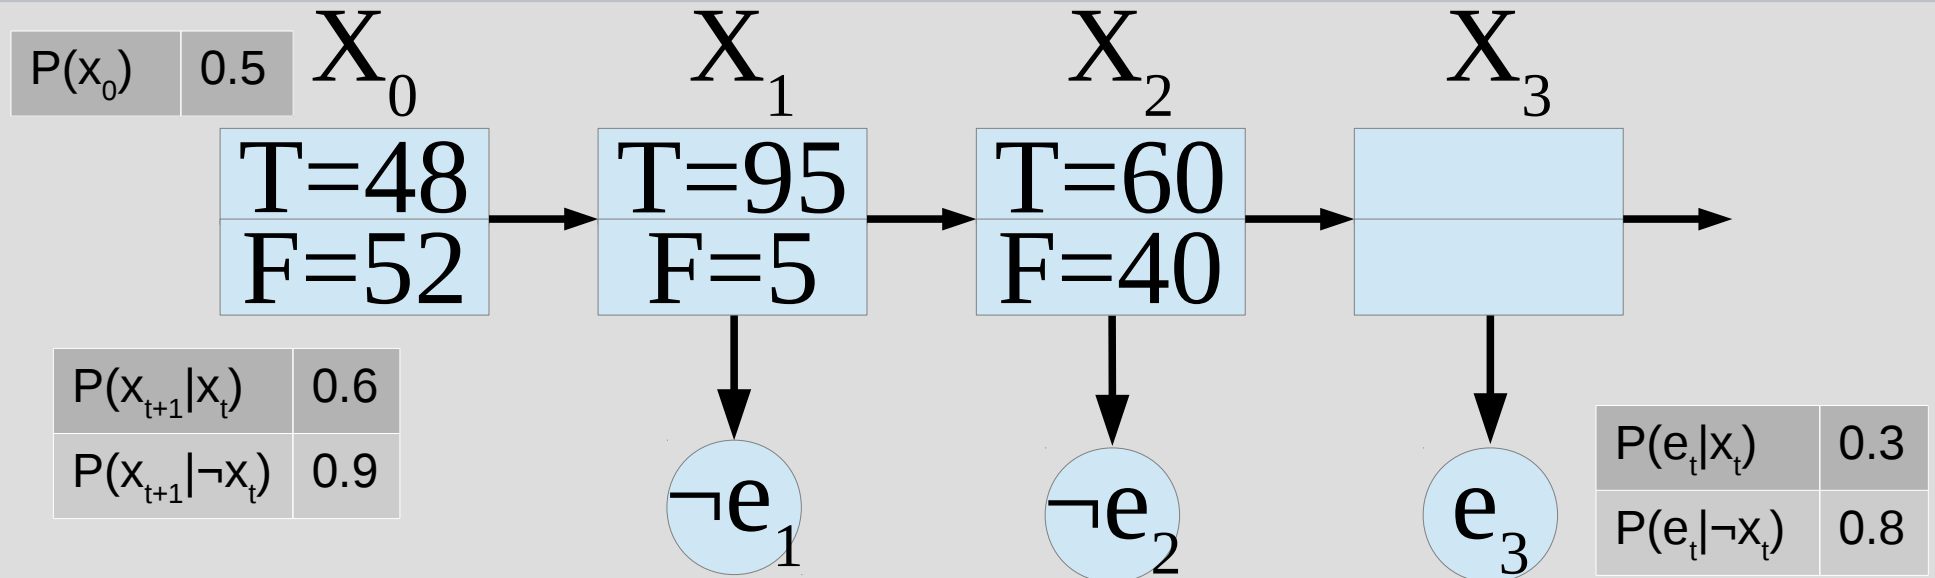 X₀ X₁ X₂ X₃
P(x₀) 0.5
T=48 T=95 T=60
F=52 F=5 F=40
P(xₜ₊₁|xₜ) 0.6
P(xₜ₊₁|¬xₜ) 0.9
¬e₁ ¬e₂ e₃
P(eₜ|xₜ) 0.3
P(eₜ|¬xₜ) 0.8